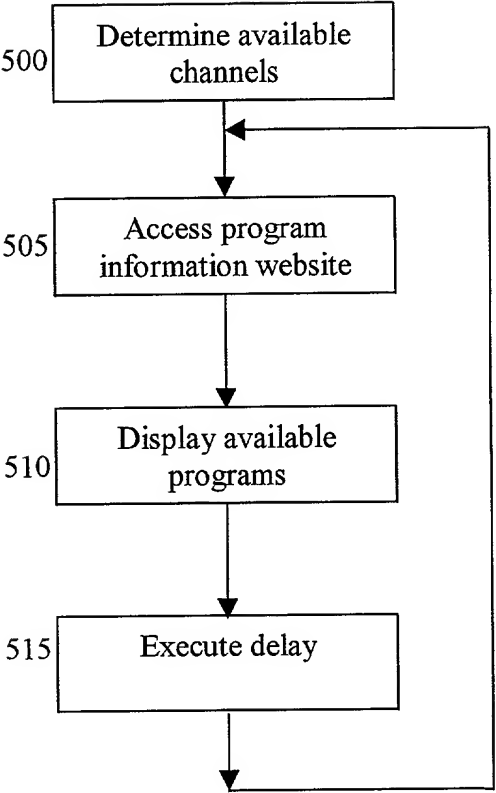 Determine available
500
channels
Access program
505
information website
Display available
510
programs
515
Execute delay